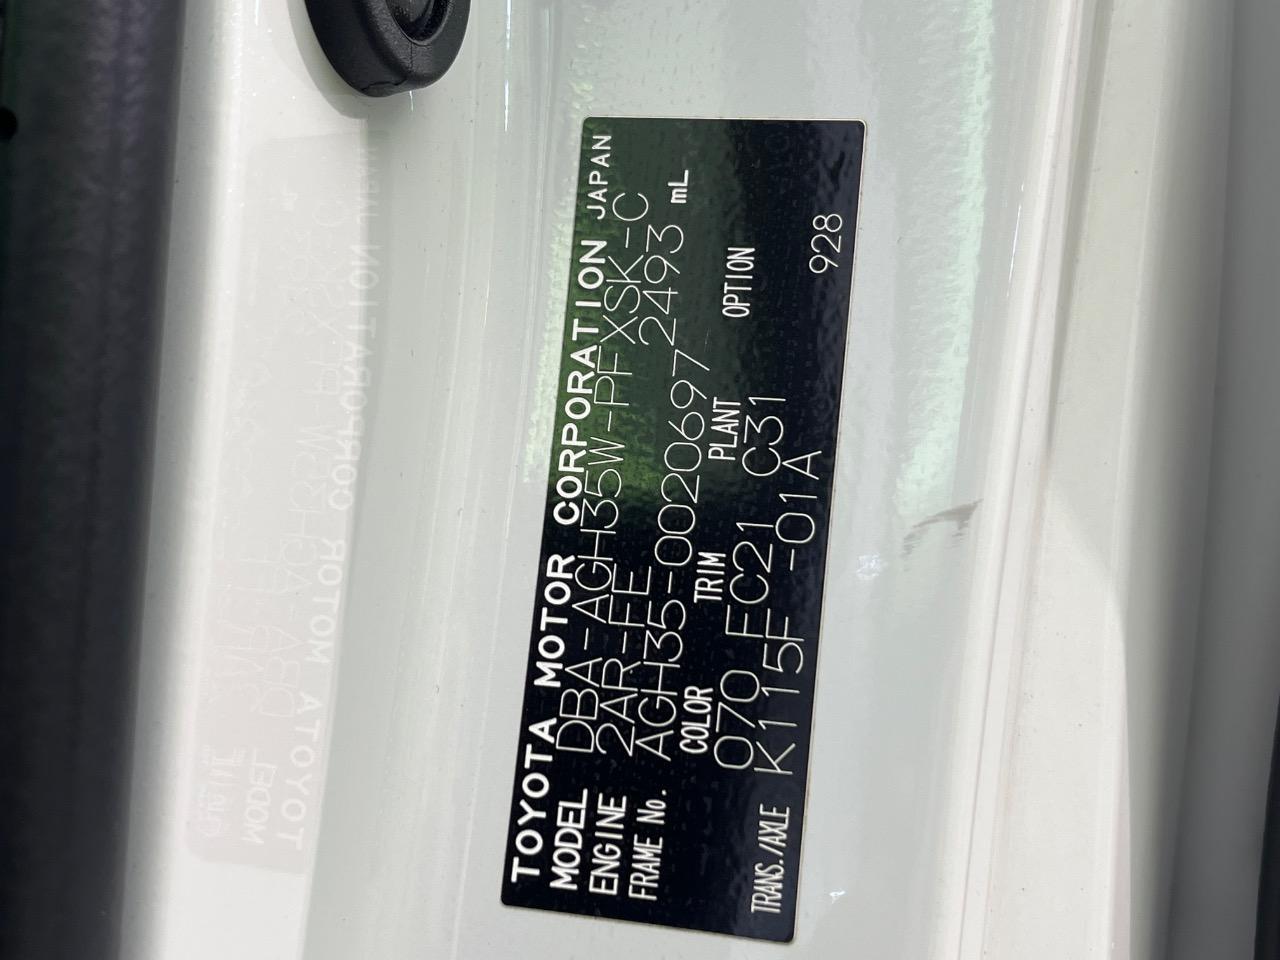 TOYOTA MOTOR CORPORATION JAPAN
MODEL DBA-AGH35W-PFXSK-C
ENGINE 2AR-FE 2493 mL
FRAME No. AGH35-0020697
COLOR TRIM PLANT OPTION
070 FC21 C31
TRANS./AXLE K115F -01A 928